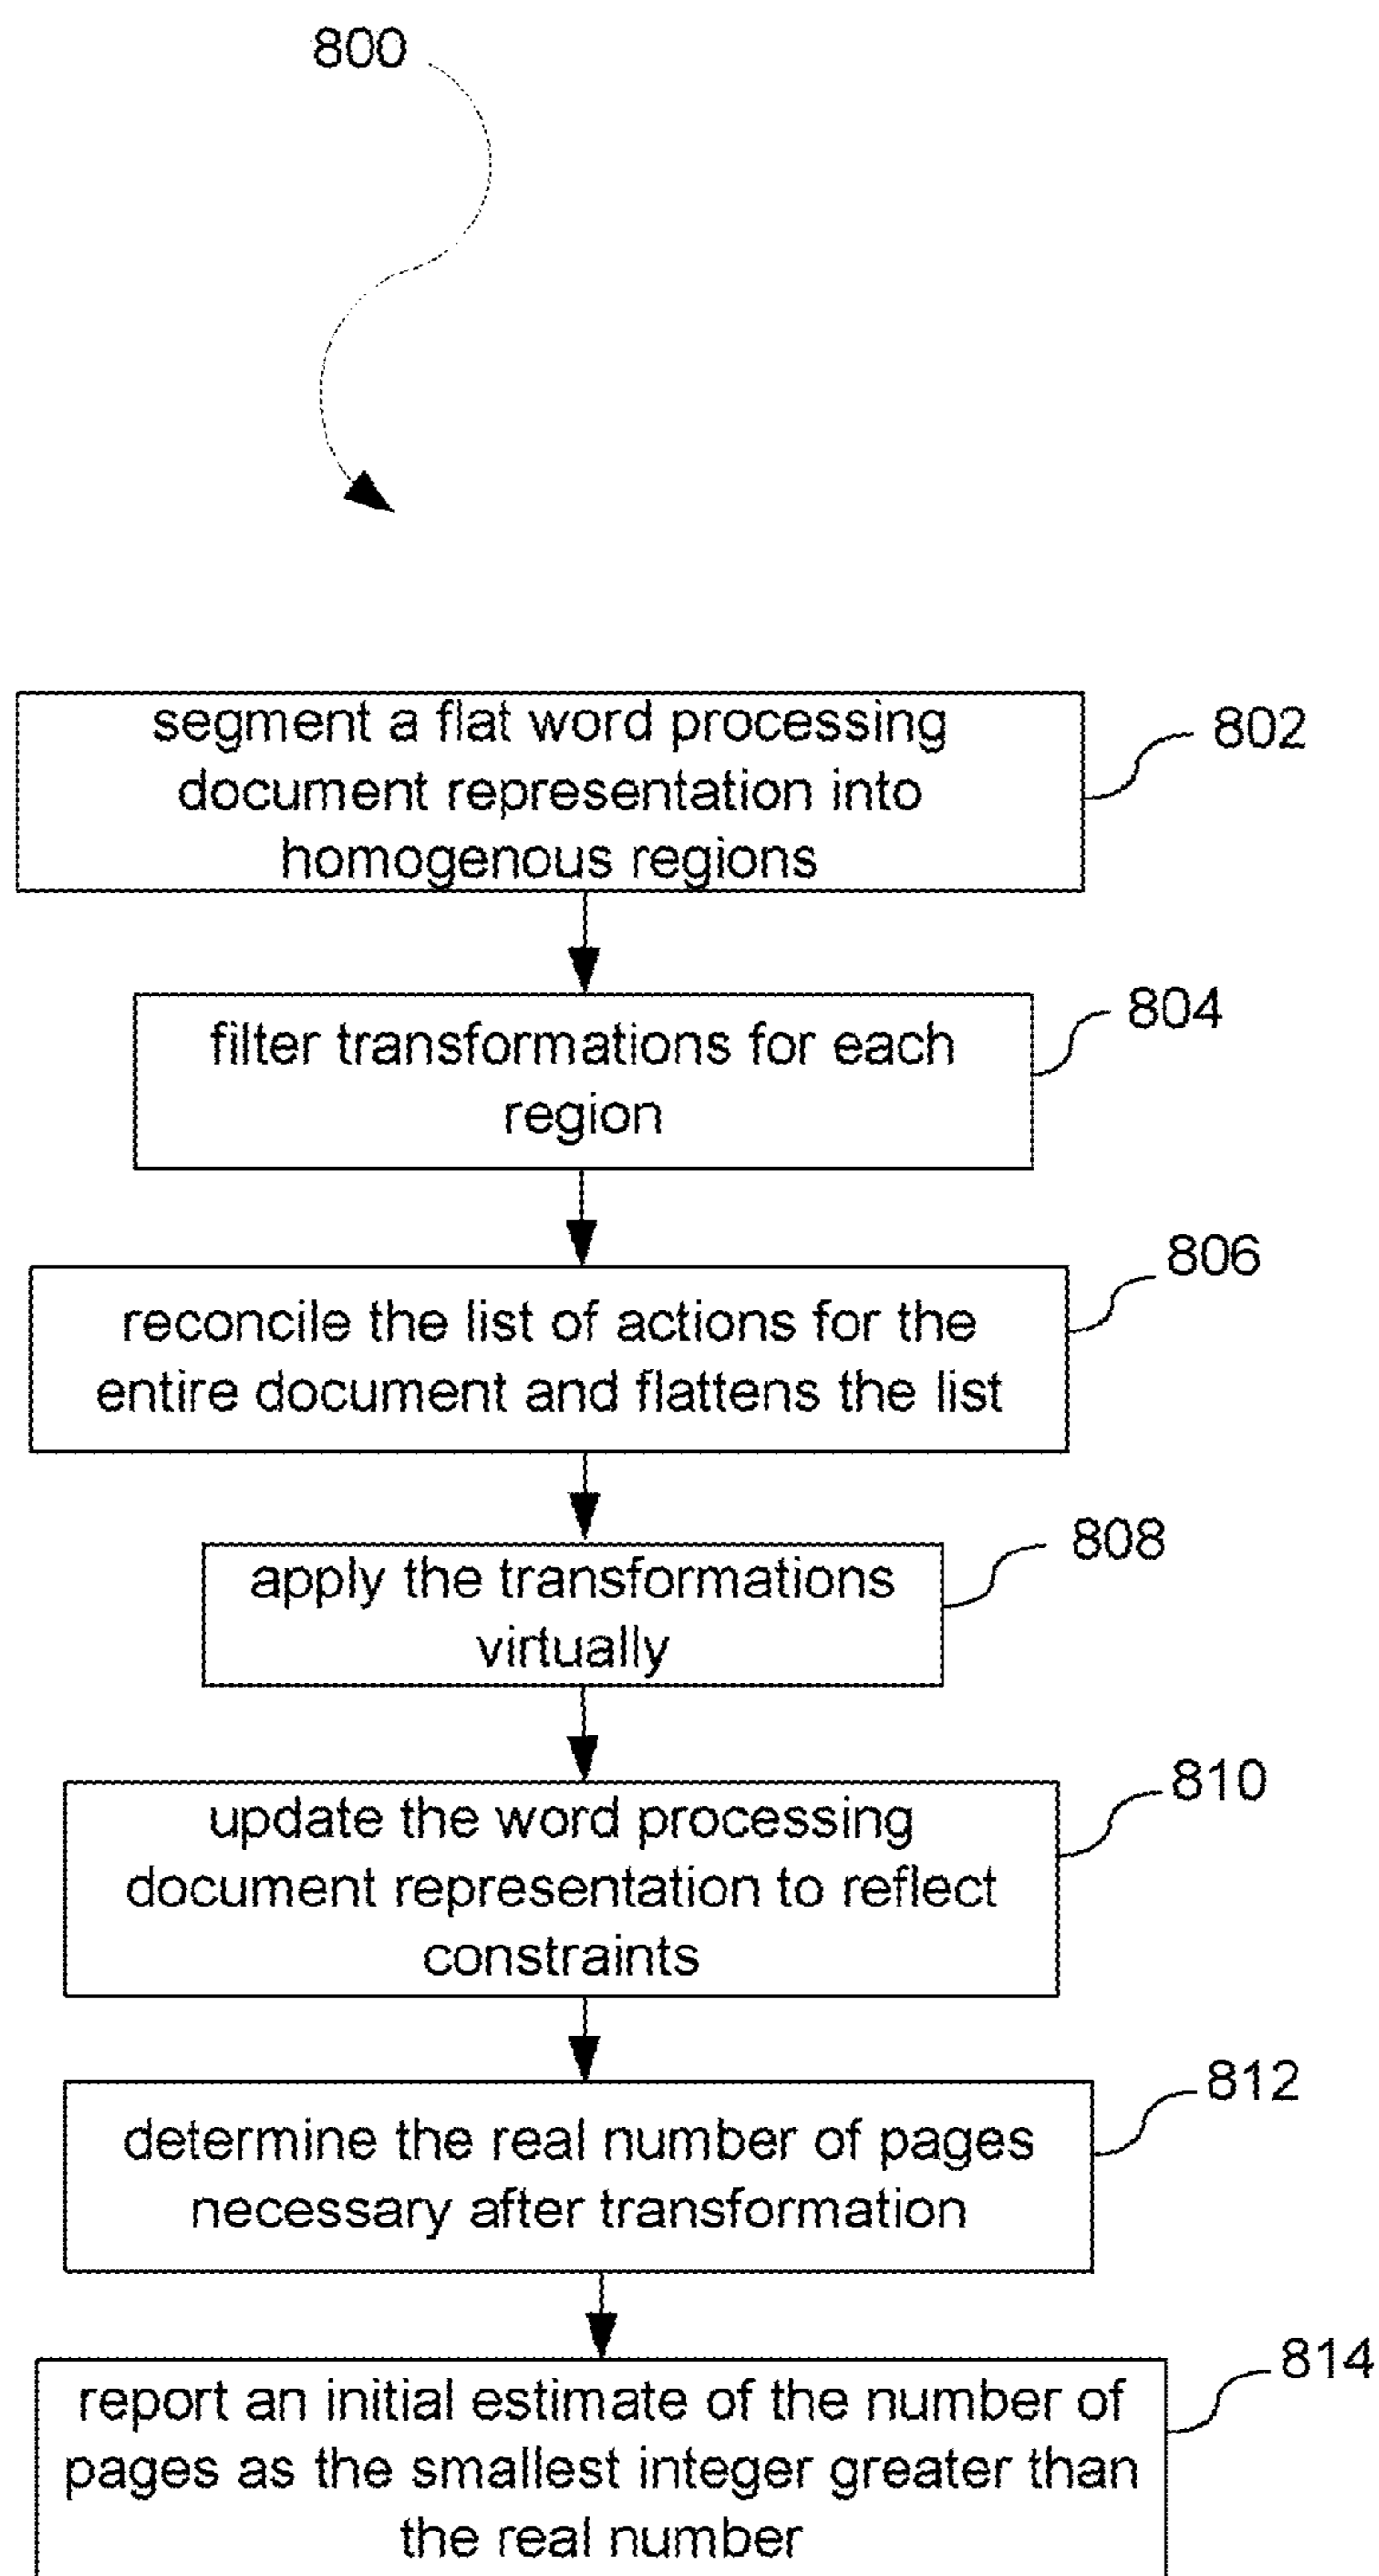 800
segment a flat word processing
document representation into
homogenous regions
802
filter transformations for each
region
804
reconcile the list of actions for the
entire document and flattens the list
806
apply the transformations
virtually
808
update the word processing
document representation to reflect
constraints
810
determine the real number of pages
necessary after transformation
812
report an initial estimate of the number of
pages as the smallest integer greater than
the real number
814